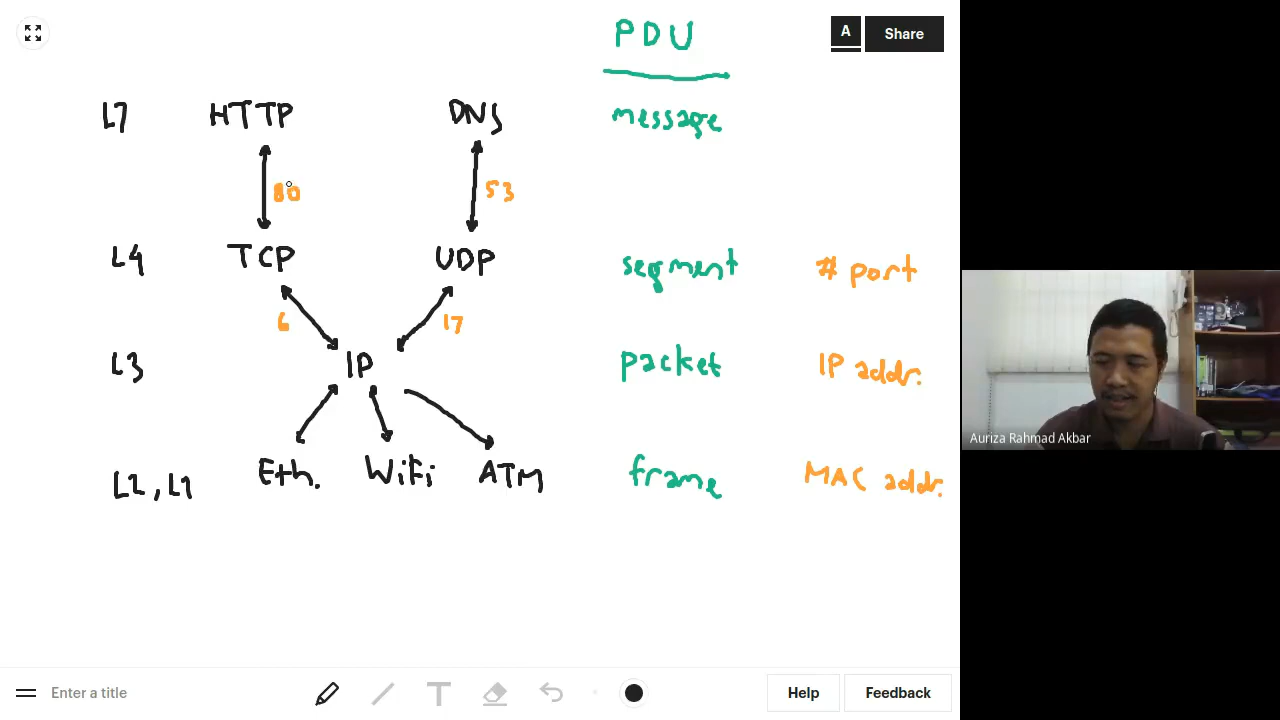 PDU
A Share
L7 HTTP DNS message
80 53
L4 TCP UDP segment # port
6 17
L3 IP packet IP addr.
Auriza Rahmad Akbar
L2, L1 Eth. WiFi ATM frame MAC addr.
Enter a title T Help Feedback